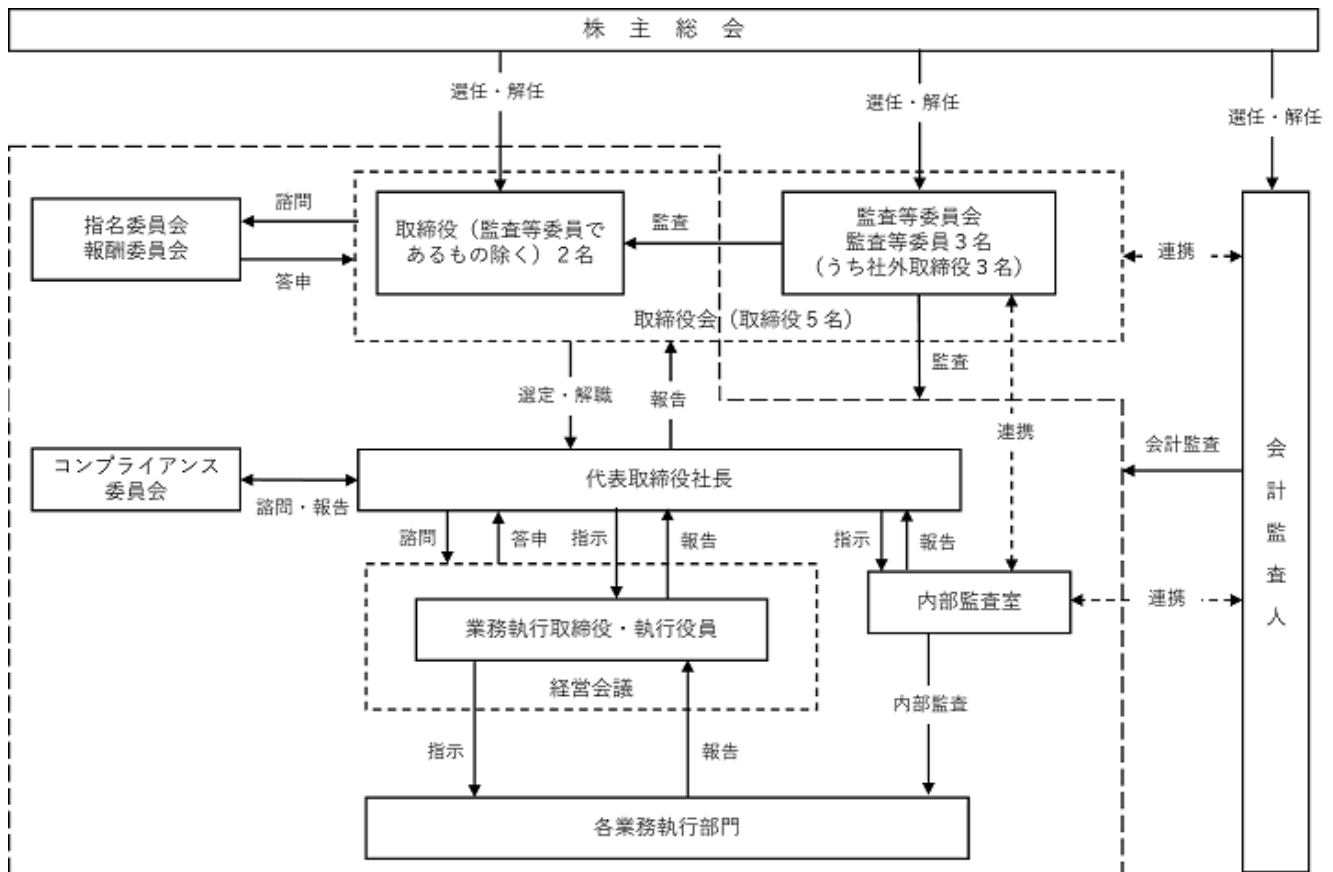 株主総会
選任・解任
選任・解任
選任・解任
諮問
指名委員会
報酬委員会
答申
取締役（監査等委員で
あるもの除く）２名
監査
監査等委員会
監査等委員３名
（うち社外取締役３名）
連携
取締役会（取締役５名）
監査
選定・解職
報告
連携
会計監査
コンプライアンス
委員会
諮問・報告
代表取締役社長
会計監査人
諮問
答申
指示
報告
指示
報告
業務執行取締役・執行役員
内部監査室
連携
経営会議
内部監査
指示
報告
各業務執行部門